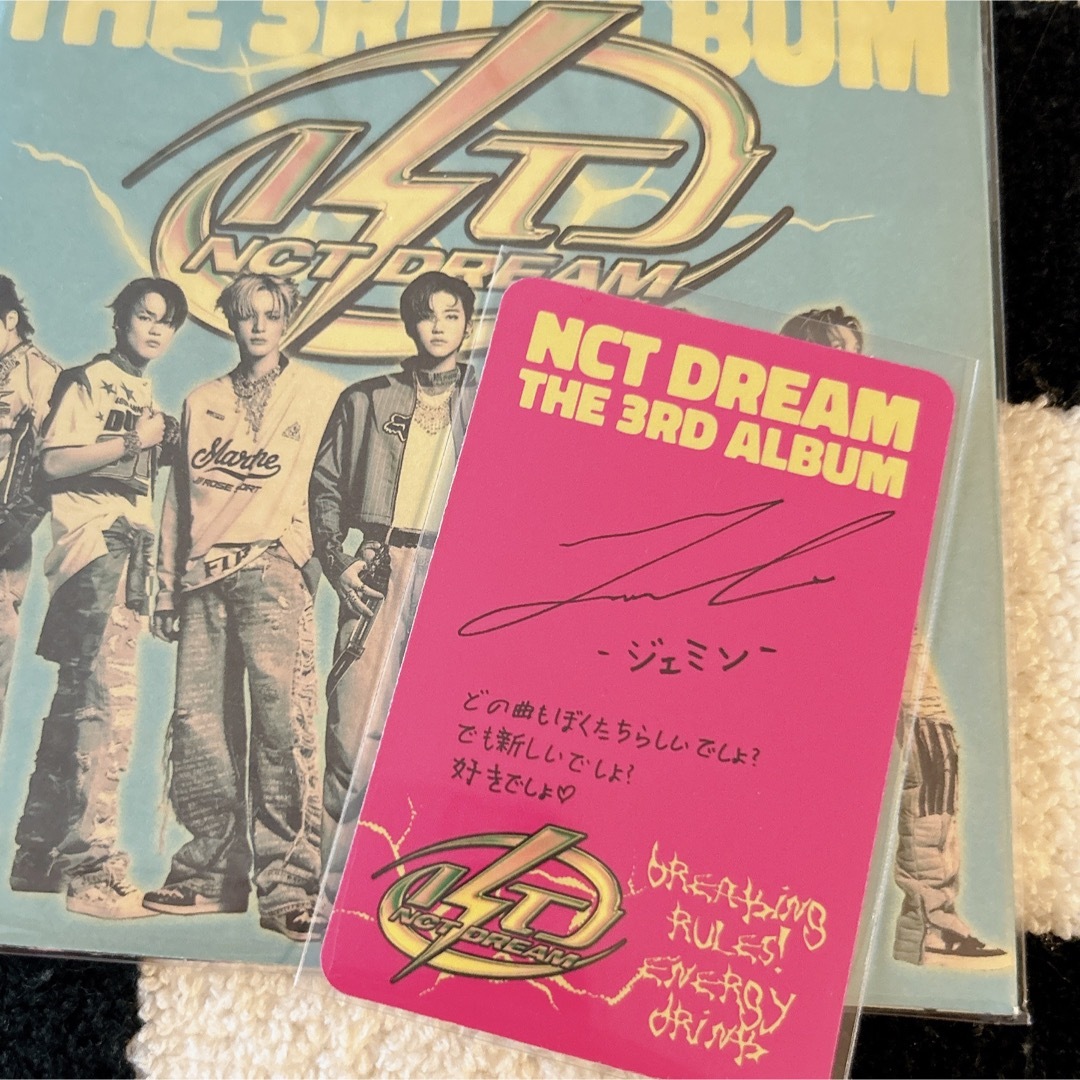 THE 3RD ALBUM
NCT DREAM
Marke
NCT DREAM
THE 3RD ALBUM
-ジェミン-
どの曲もぼくたちらしいでしょ?
でも新しいでしょ?
好きでしょ♡
NCT DREAM
breaking
RULES!
ENERGY
drink